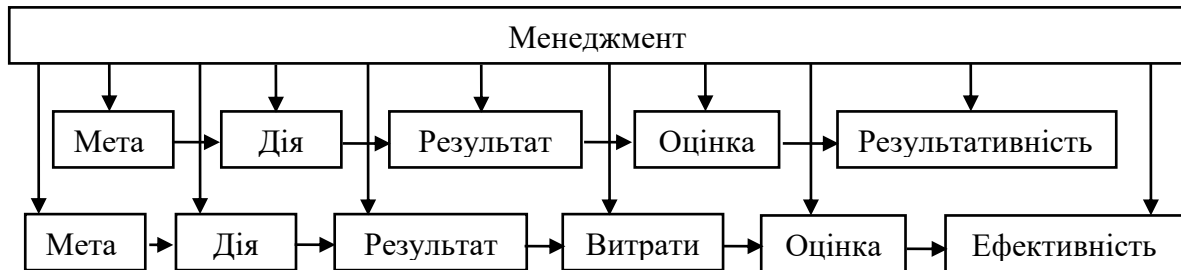 Менеджмент
Мета Дія Результат Оцінка Результативність
Мета Дія Результат Витрати Оцінка Ефективність